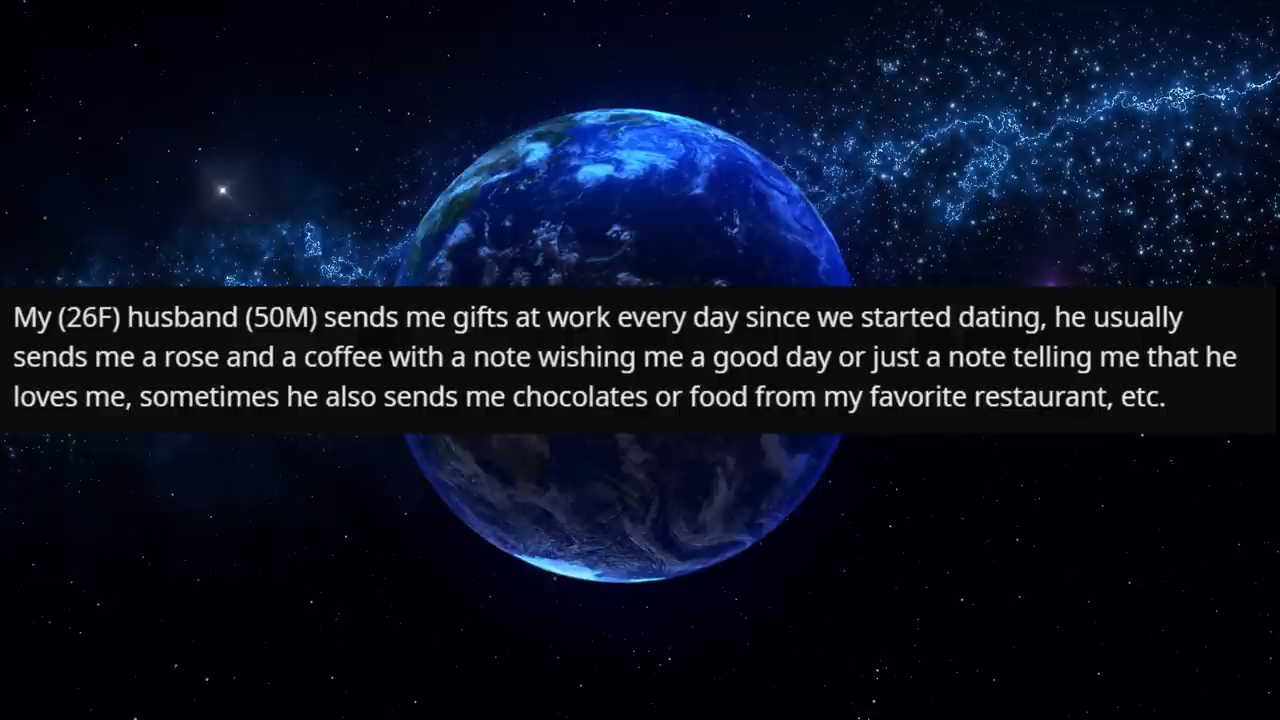 My (26F) husband (50M) sends me gifts at work every day since we started dating, he usually
sends me a rose and a coffee with a note wishing me a good day or just a note telling me that he
loves me, sometimes he also sends me chocolates or food from my favorite restaurant, etc.